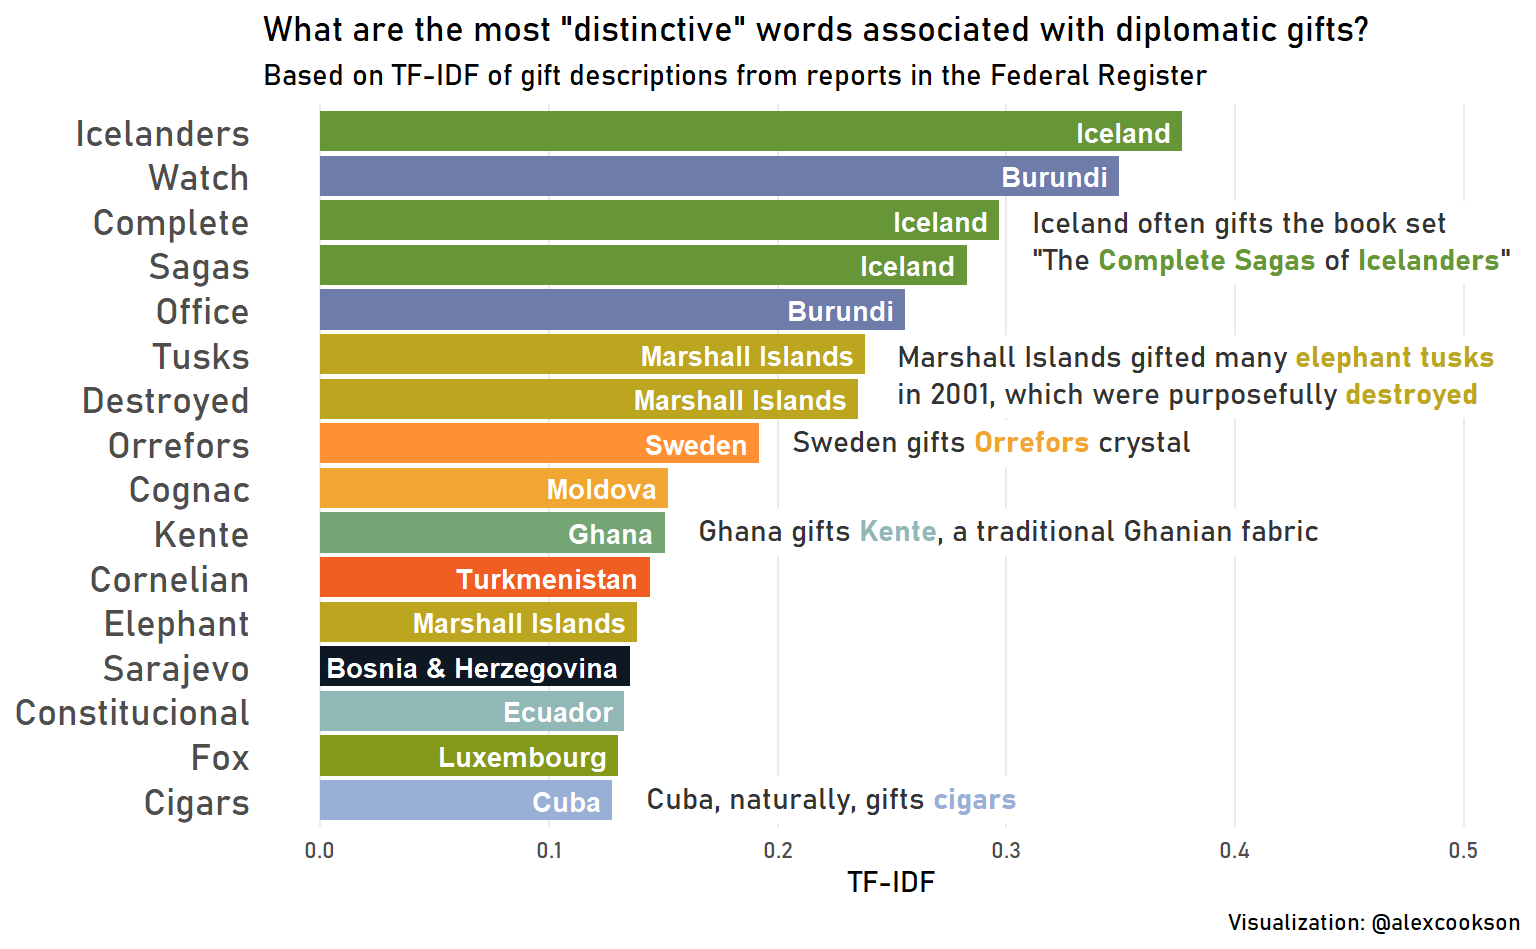 What are the most "distinctive" words associated with diplomatic gifts?
Based on TF-IDF of gift descriptions from reports in the Federal Register
Icelanders
Iceland
Watch
Burundi
Complete
Iceland
Iceland often gifts the book set
"The Complete Sagas of Icelanders"
Sagas
Iceland
Office
Burundi
Tusks
Marshall Islands
Marshall Islands gifted many elephant tusks
in 2001, which were purposefully destroyed
Destroyed
Marshall Islands
Orrefors
Sweden
Sweden gifts Orrefors crystal
Cognac
Moldova
Kente
Ghana
Ghana gifts Kente, a traditional Ghanian fabric
Cornelian
Turkmenistan
Elephant
Marshall Islands
Sarajevo
Bosnia & Herzegovina
Constitucional
Ecuador
Fox
Luxembourg
Cigars
Cuba
Cuba, naturally, gifts cigars
0.0 0.1 0.2 0.3 0.4 0.5
TF-IDF
Visualization: @alexcookson